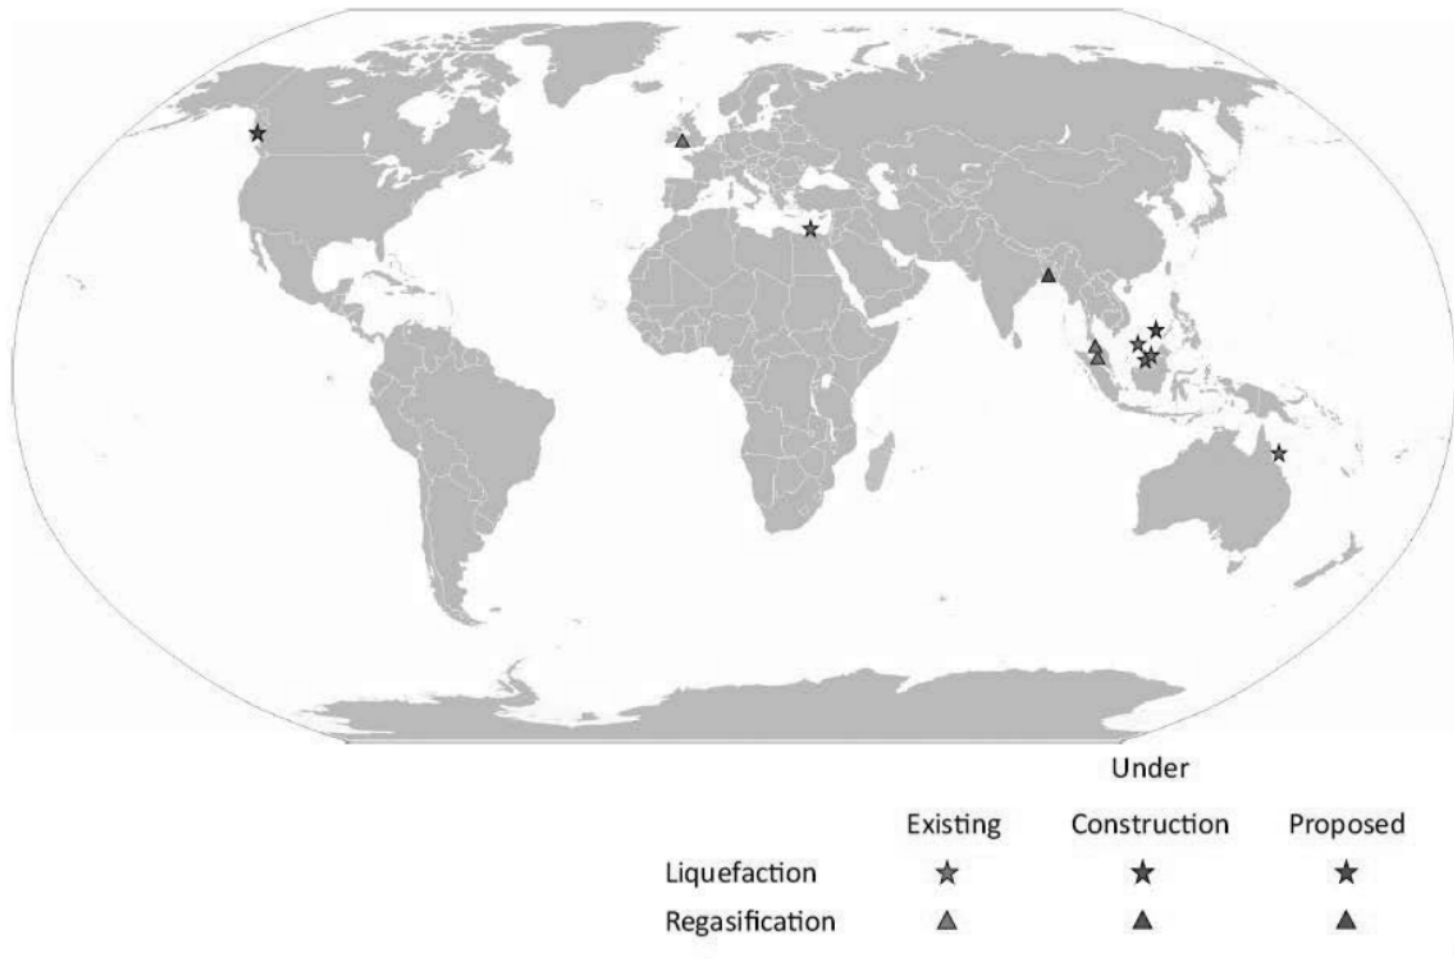 Under
Existing Construction Proposed
Liquefaction
Regasification